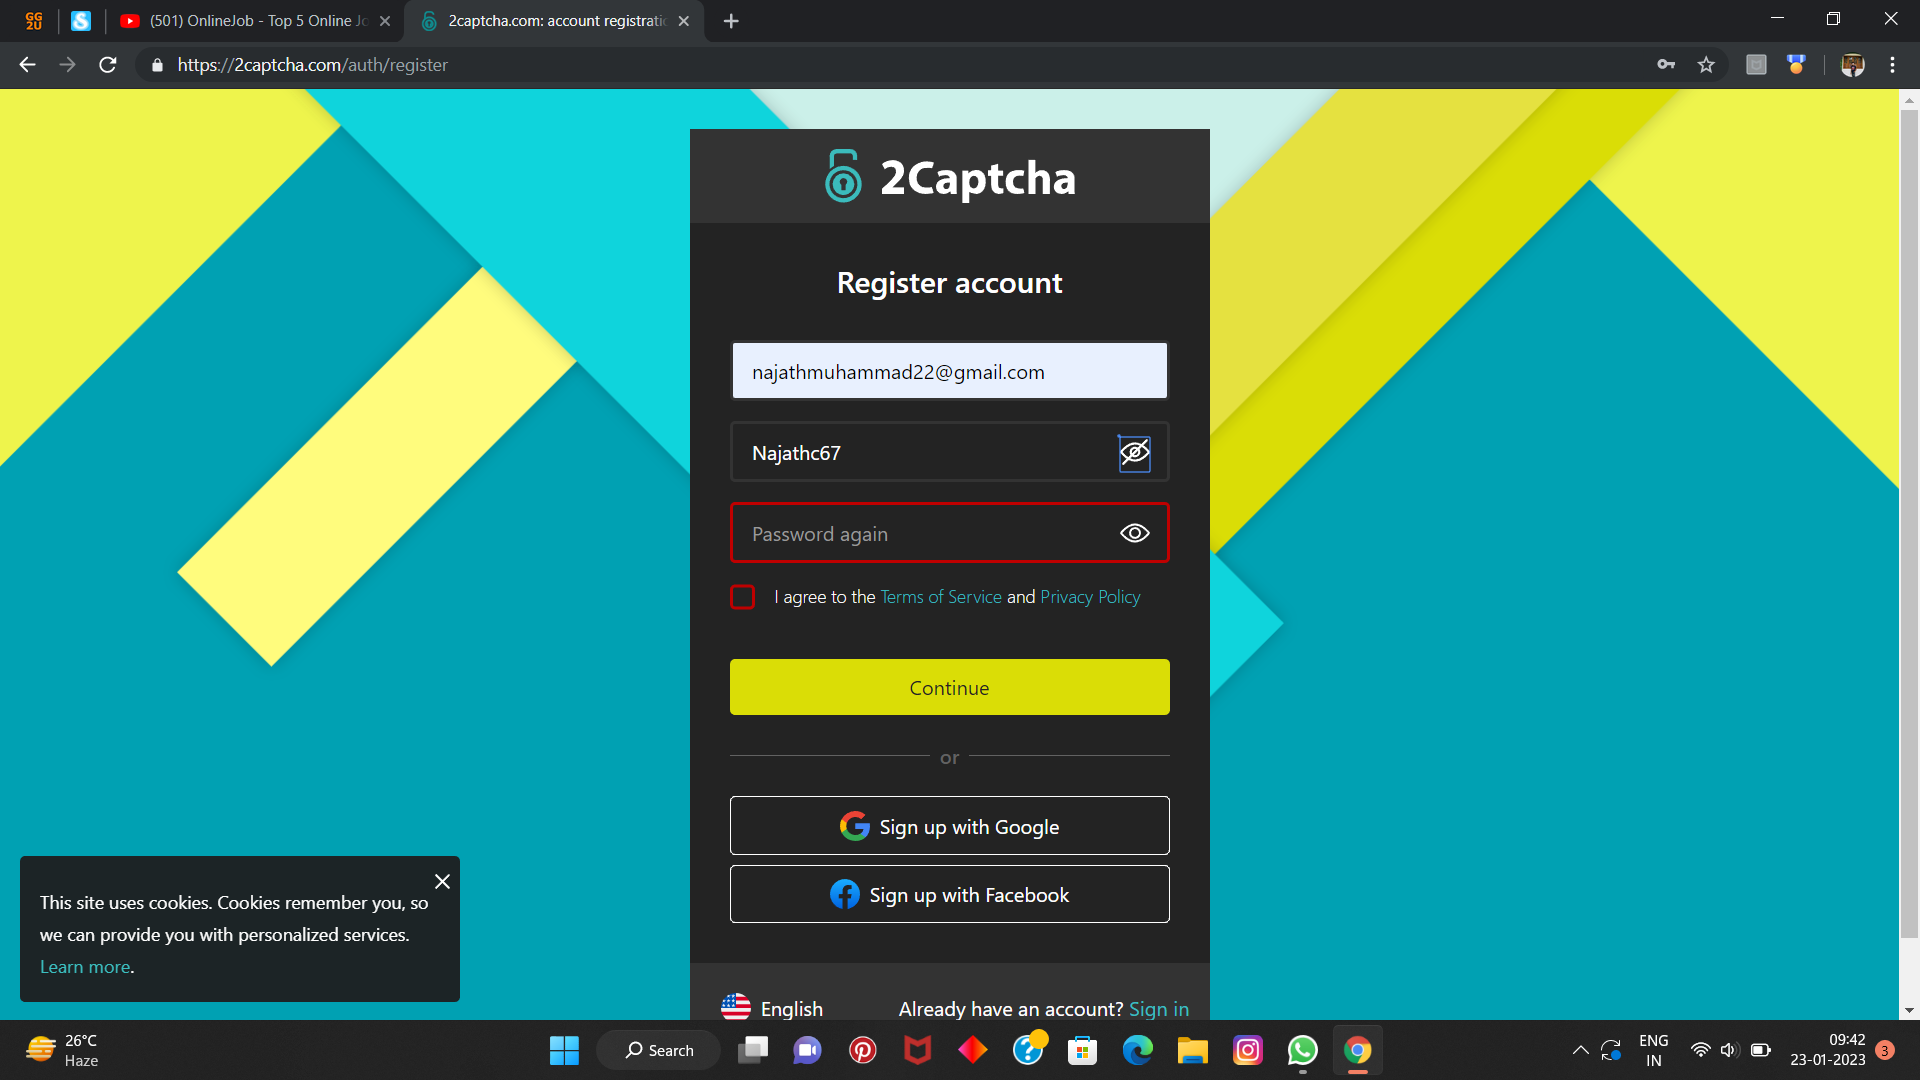 GG
2U
(501) OnlineJob - Top 5 Online Jo
2captcha.com: account registratio
https://2captcha.com/auth/register
2Captcha
Register account
najathmuhammad22@gmail.com
Najathc67
Password again
I agree to the Terms of Service and Privacy Policy
Continue
or
Sign up with Google
Sign up with Facebook
This site uses cookies. Cookies remember you, so
we can provide you with personalized services.
Learn more.
English
Already have an account? Sign in
26°C
Haze
Search
ENG
IN
09:42
23-01-2023
3